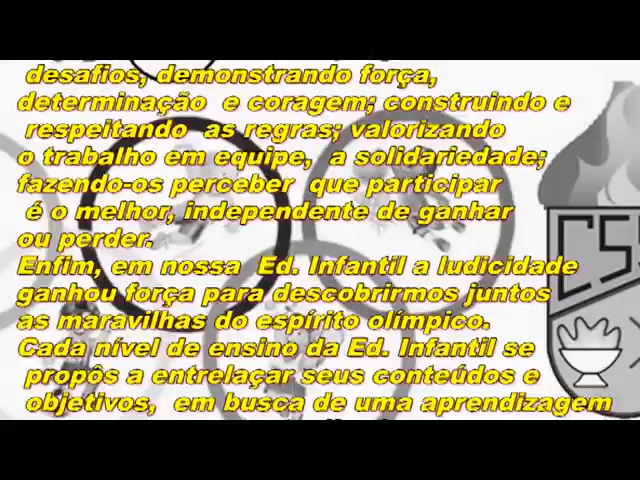 desafios, demonstrando força,
determinação e coragem; construindo e
respeitando as regras; valorizando
o trabalho em equipe, a solidariedade;
fazendo-os perceber que participar
é o melhor, independente de ganhar
ou perder.
Enfim, em nossa Ed. Infantil a ludicidade
ganhou força para descobrirmos juntos
as maravilhas do espírito olímpico.
Cada nível de ensino da Ed. Infantil se
propôs a entrelaçar seus conteúdos e
objetivos, em busca de uma aprendizagem